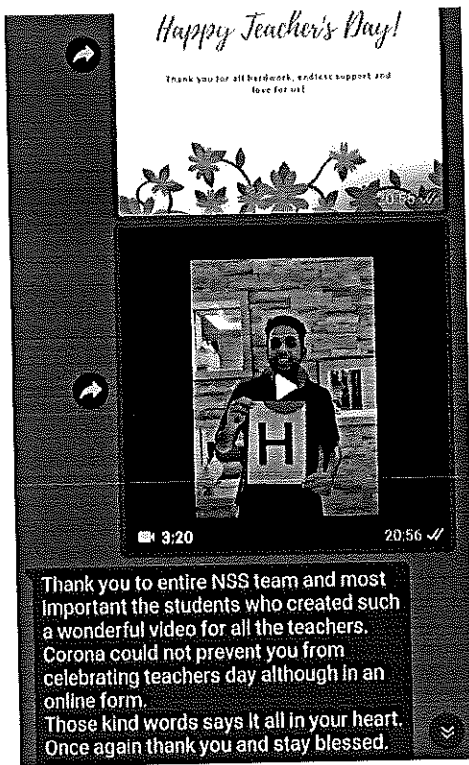 Happy Teacher's Day!
Thank you for all hardwork, endless support and
love for us!
H
3:20
20:56
Thank you to entire NSS team and most
important the students who created such
a wonderful video for all the teachers.
Corona could not prevent you from
celebrating teachers day although in an
online form.
Those kind words says it all in your heart.
Once again thank you and stay blessed.